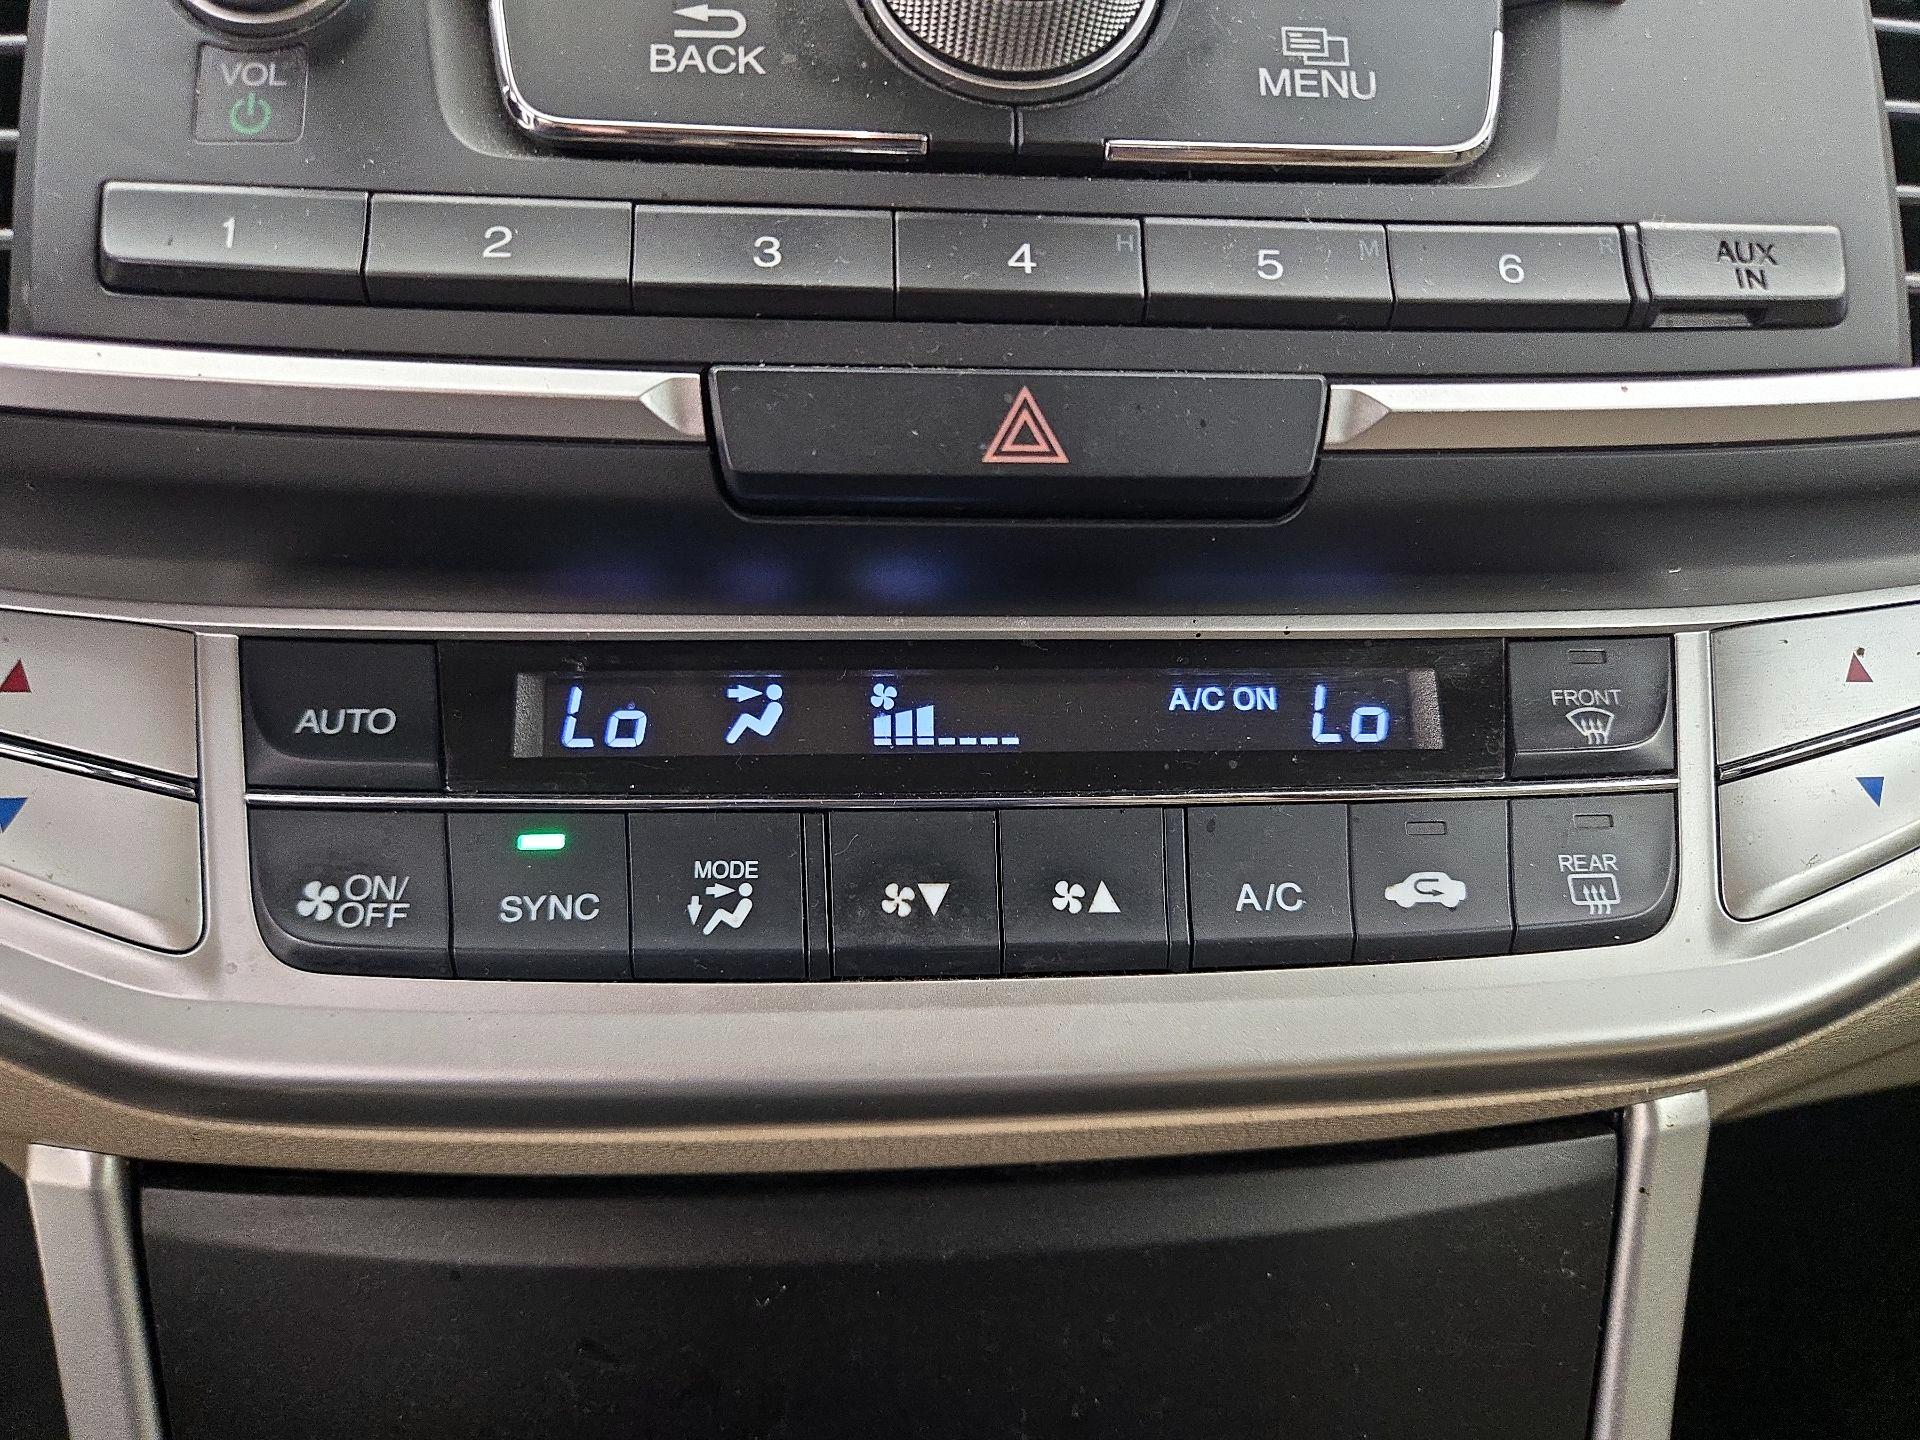 BACK
MENU
VOL
1 2 3 4 H 5 M 6 R AUX
IN
AUTO
Lo
A/C ON
Lo
FRONT
ON/
OFF
SYNC
MODE
A/C
REAR